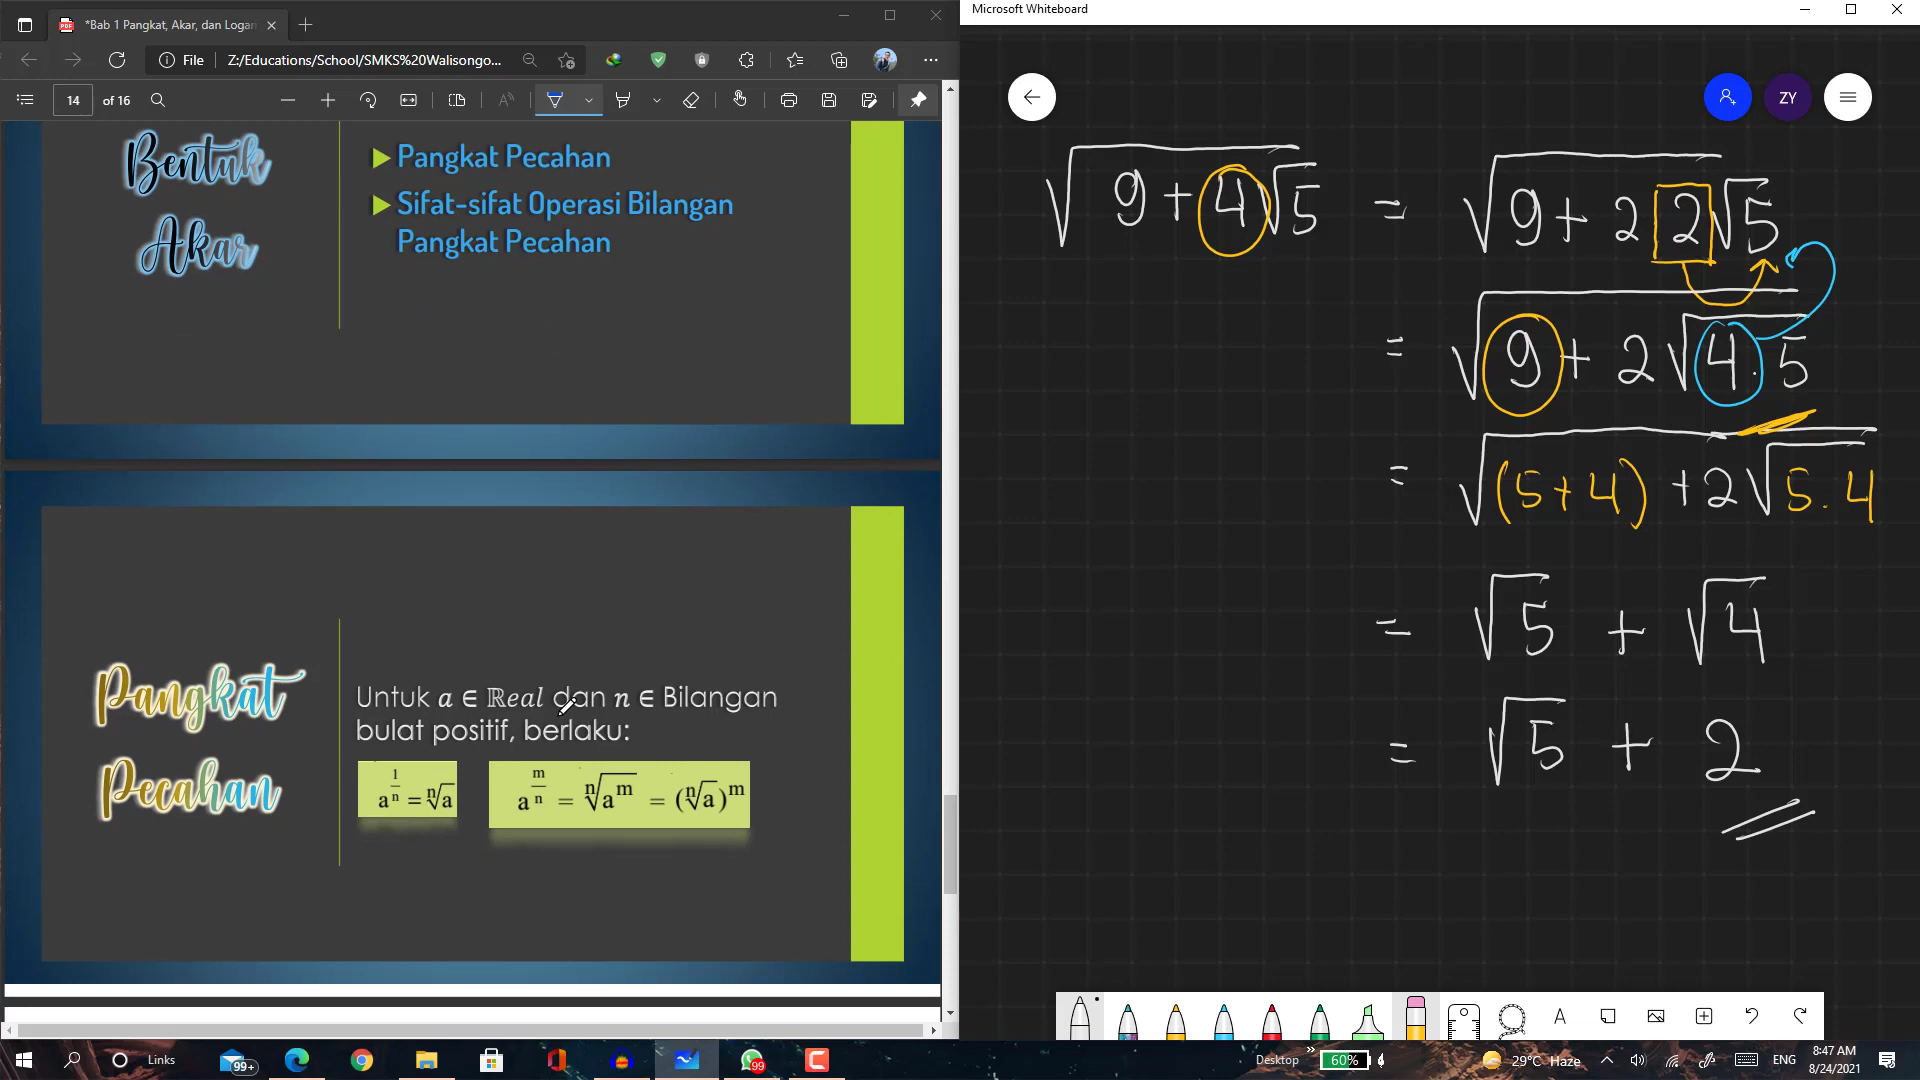 *Bab 1 Pangkat, Akar, dan Logan
File
Z:/Educations/School/SMKS%20Walisongo...
14 of 16
Bentuk
Akar
Pangkat Pecahan
Sifat-sifat Operasi Bilangan
Pangkat Pecahan
Pangkat
Pecahan
Untuk a ∈ ℝeal dan n ∈ Bilangan
bulat positif, berlaku:
a^(1/n) = ⁿ√a
a^(m/n) = ⁿ√(a^m) = (ⁿ√a)^m
Microsoft Whiteboard
ZY
√(9 + 4√5) = √(9 + 2 2√5)
= √(9 + 2√(4 . 5))
= √((5 + 4) + 2√(5 . 4))
= √5 + √4
= √5 + 2
A
Links
99+
99
Desktop
60%
29°C Haze
ENG
8:47 AM
8/24/2021